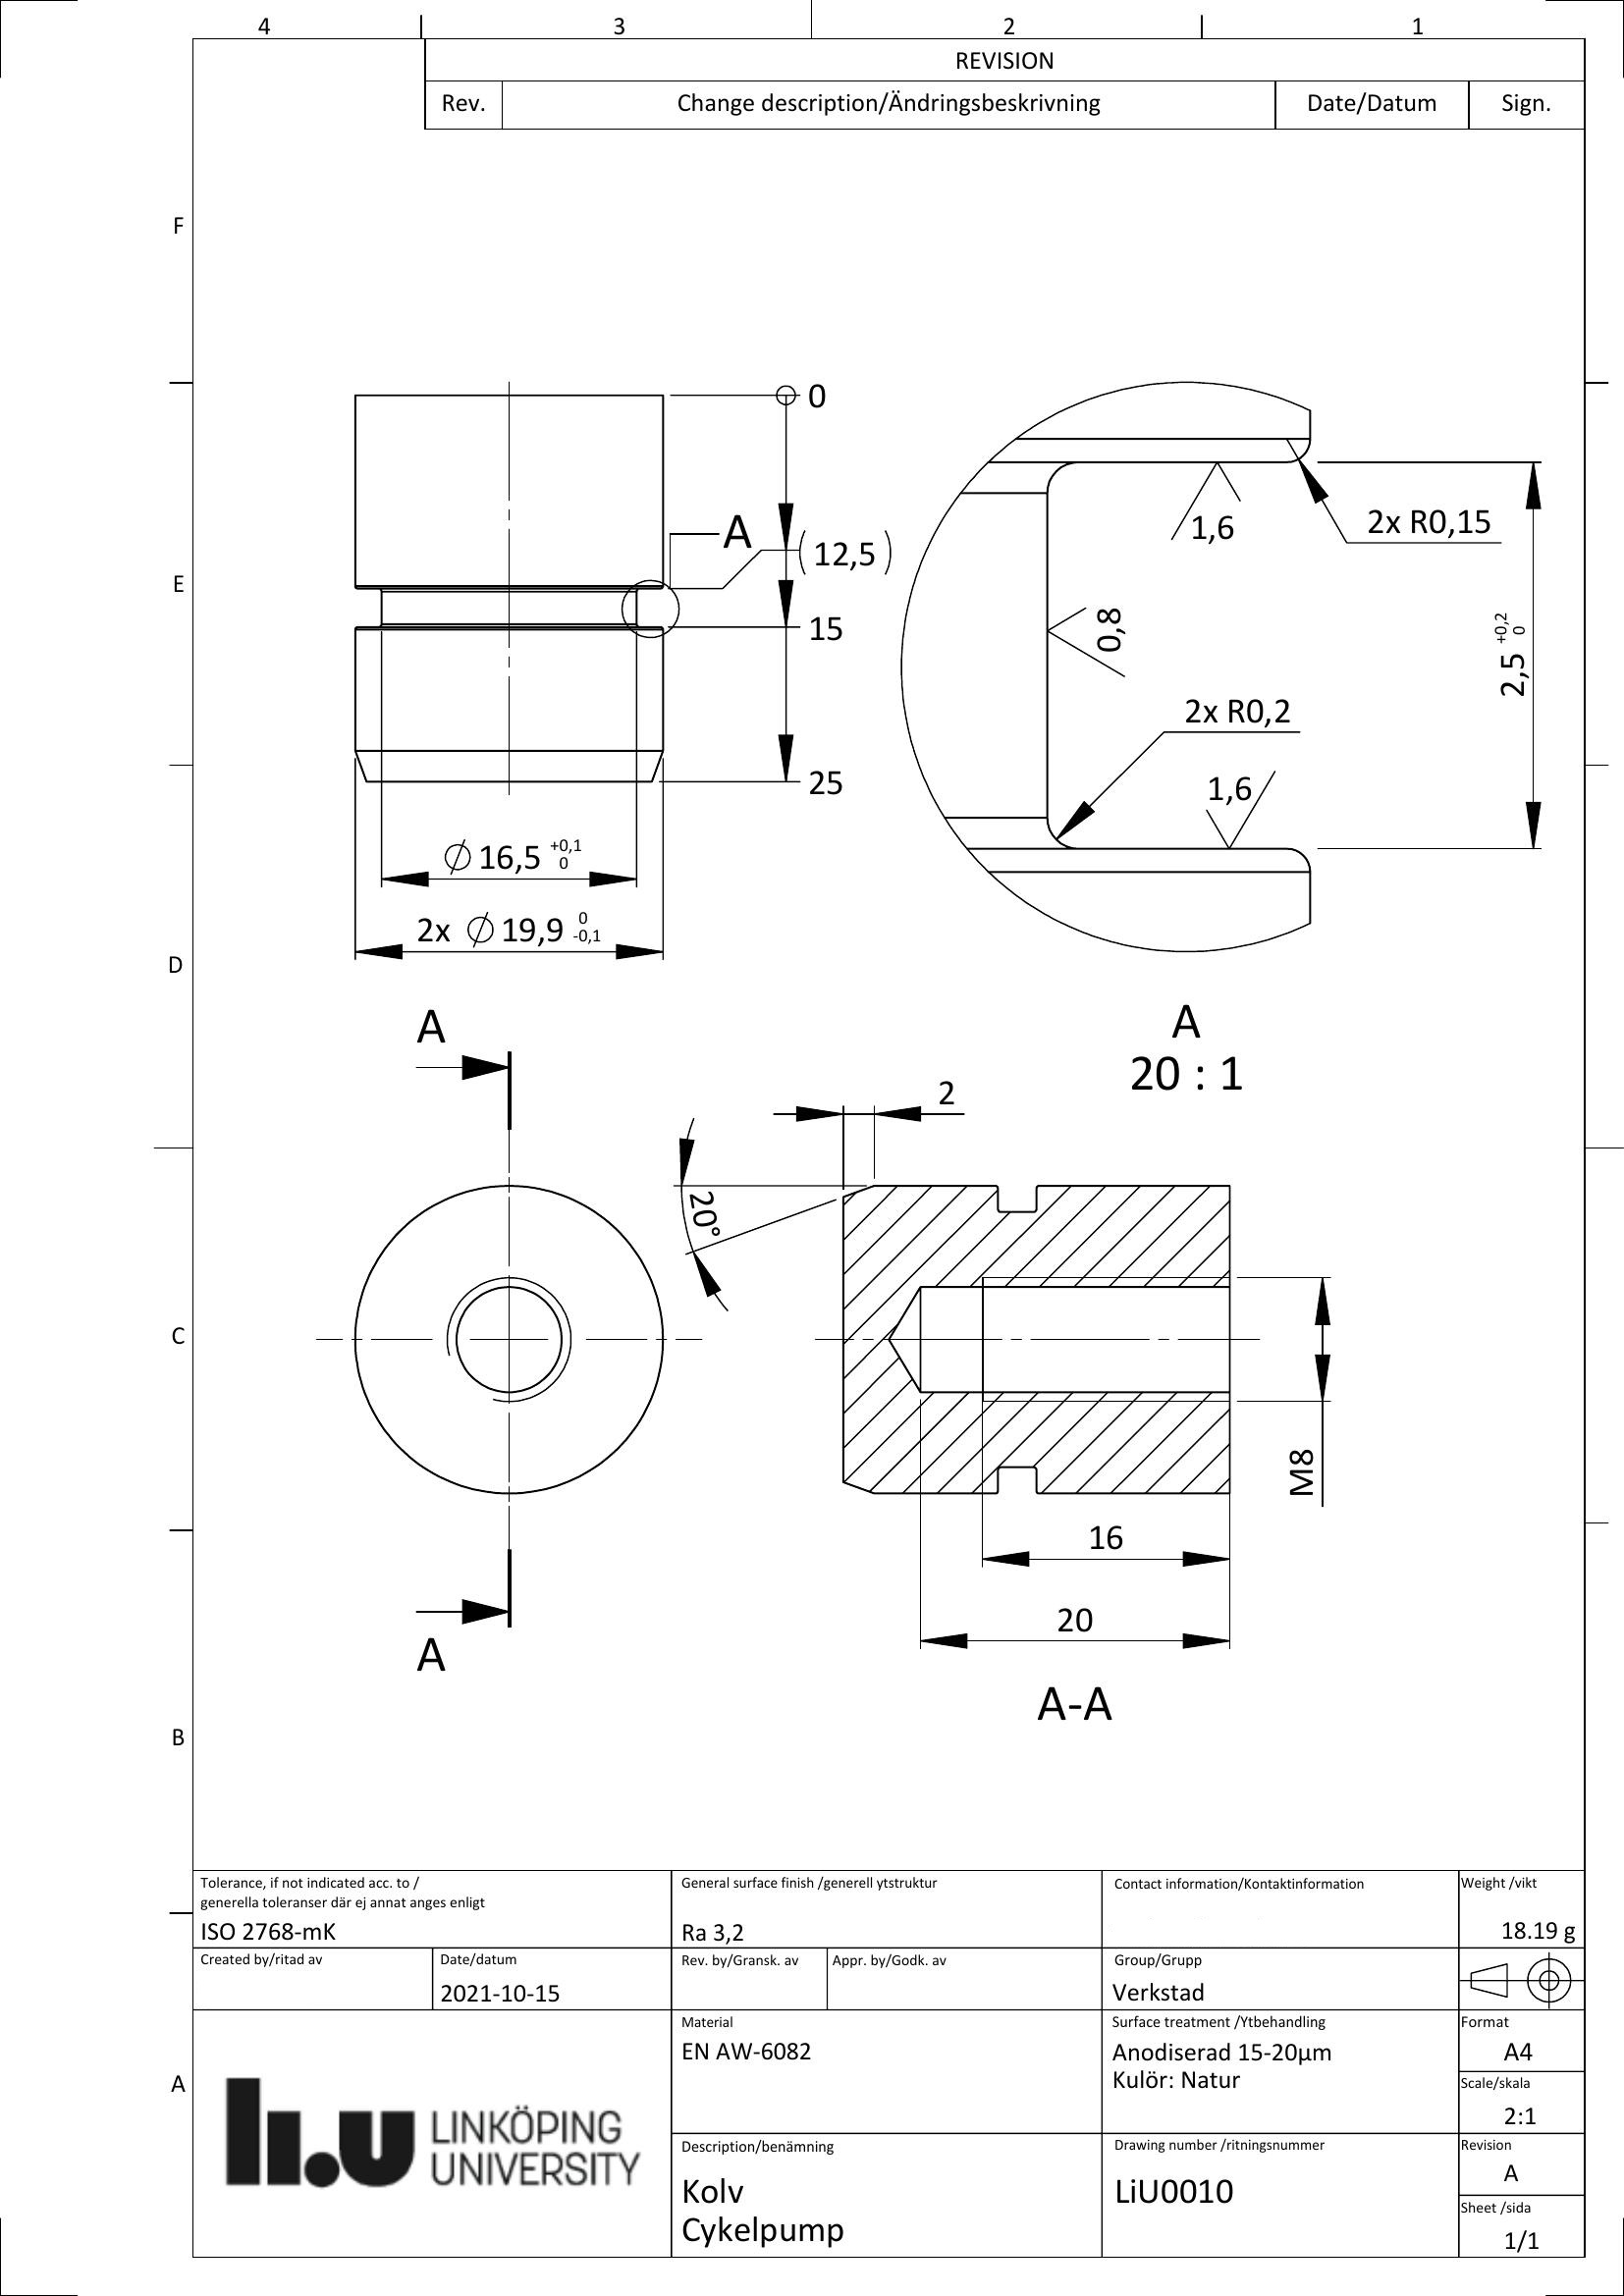 4 3 2 1
REVISION
Rev. Change description/Ändringsbeskrivning Date/Datum Sign.
F
0
A
(12,5)
15
25
E
2x R0,15
1,6
0,8
2,5 +0,2 0
2x R0,2
1,6
⌀ 16,5 +0,1 0
2x ⌀ 19,9 0 -0,1
D
A
20 : 1
A
2
20°
C
M8
16
20
A
A-A
B
Tolerance, if not indicated acc. to /
generella toleranser där ej annat anges enligt
ISO 2768-mK
General surface finish /generell ytstruktur
Ra 3,2
Contact information/Kontaktinformation
Weight /vikt
18.19 g
Created by/ritad av
Date/datum
2021-10-15
Rev. by/Gransk. av
Appr. by/Godk. av
Group/Grupp
Verkstad
Material
EN AW-6082
Surface treatment /Ytbehandling
Anodiserad 15-20µm
Kulör: Natur
Format
A4
Scale/skala
2:1
A
li.u LINKÖPING
UNIVERSITY
Description/benämning
Kolv
Cykelpump
Drawing number /ritningsnummer
LiU0010
Revision
A
Sheet /sida
1/1